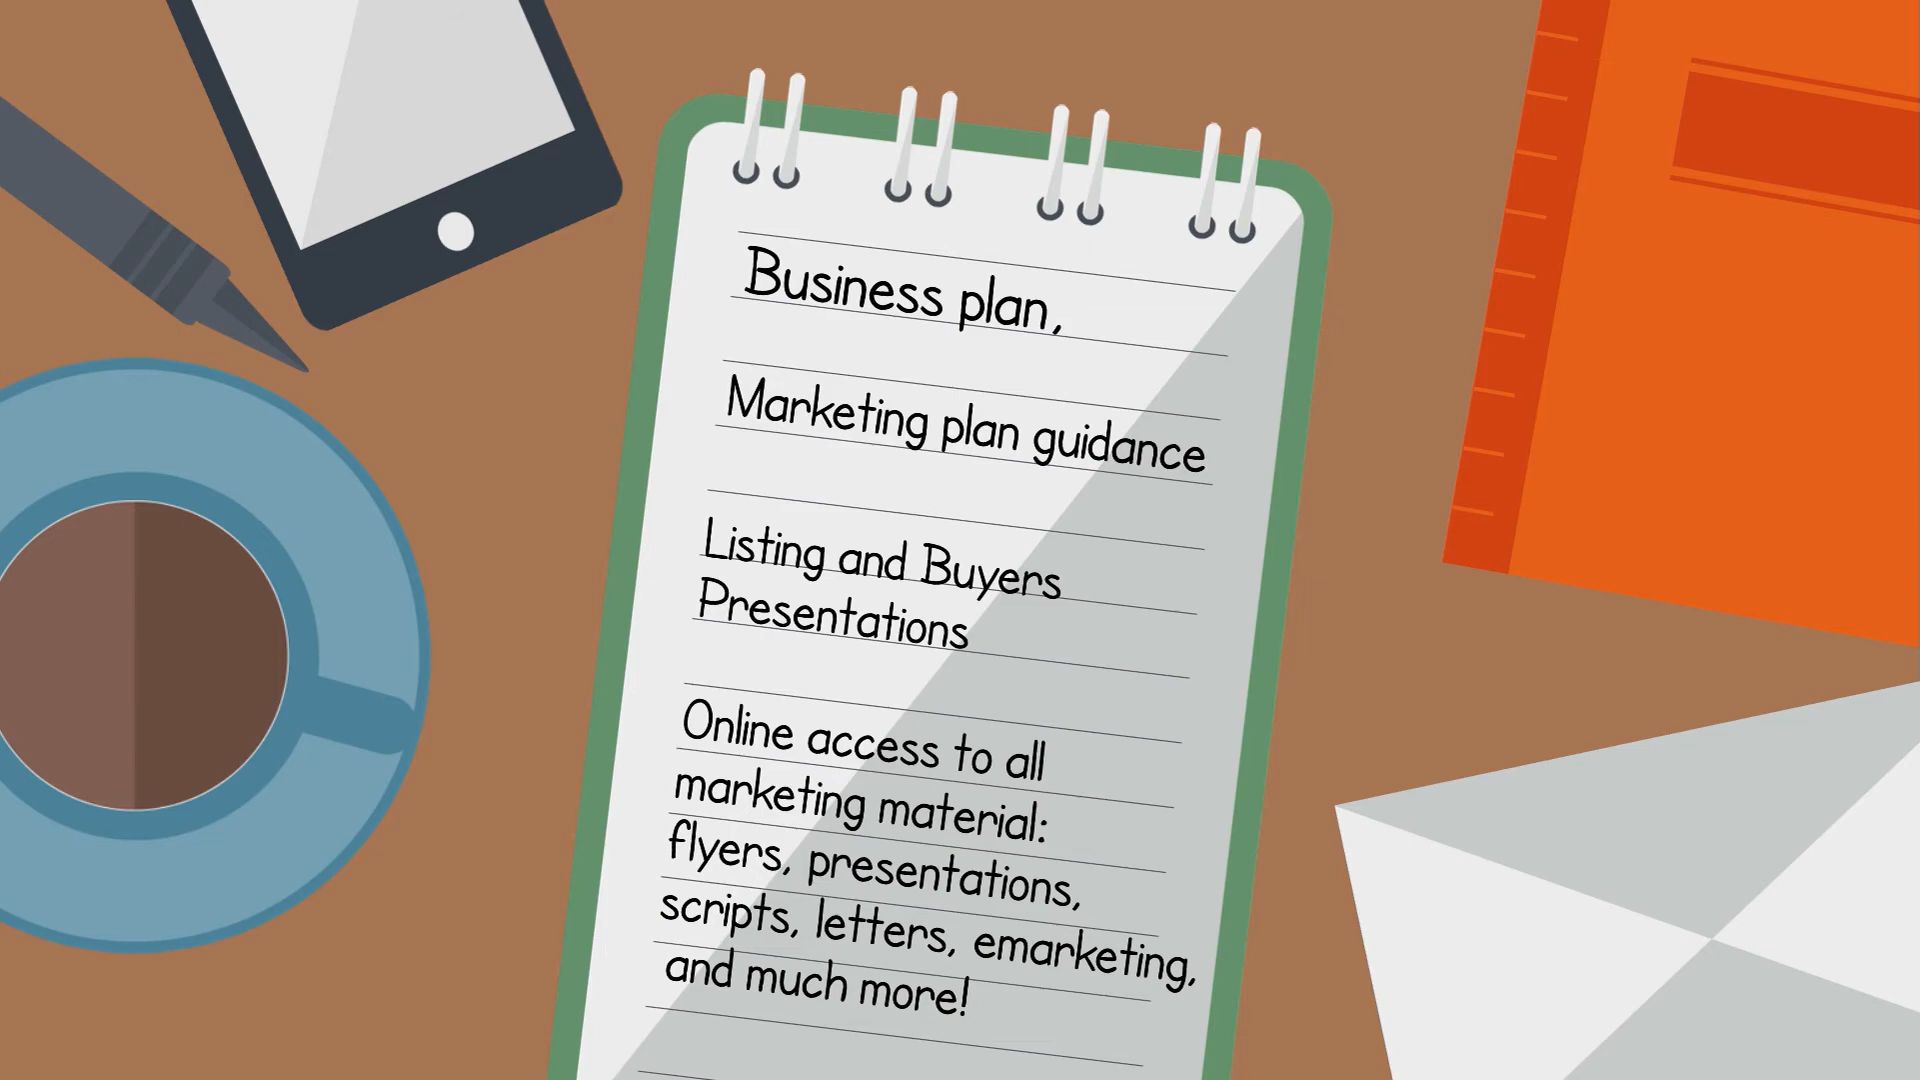 Business plan,
Marketing plan guidance
Listing and Buyers
Presentations
Online access to all
marketing material:
flyers, presentations,
scripts, letters, emarketing,
and much more!